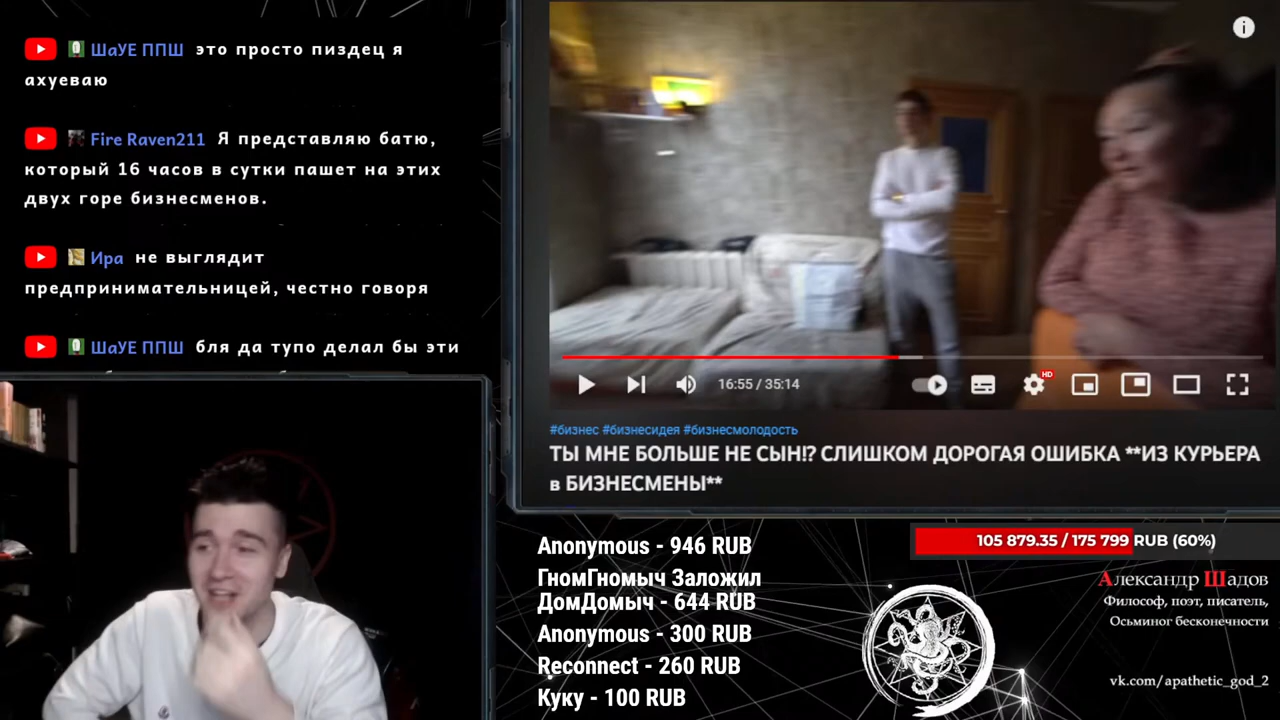 ШаУЕ ППШ это просто пиздец я
ахуеваю
Fire Raven211 Я представляю батю,
который 16 часов в сутки пашет на этих
двух горе бизнесменов.
Ира не выглядит
предпринимательницей, честно говоря
ШаУЕ ППШ бля да тупо делал бы эти
HD
16:55 / 35:14
#бизнес #бизнесидея #бизнесмолодость
ТЫ МНЕ БОЛЬШЕ НЕ СЫН!? СЛИШКОМ ДОРОГАЯ ОШИБКА **ИЗ КУРЬЕРА
в БИЗНЕСМЕНЫ**
Anonymous - 946 RUB
ГномГномыч Заложил
ДомДомыч - 644 RUB
Anonymous - 300 RUB
Reconnect - 260 RUB
Куку - 100 RUB
105 879.35 / 175 799 RUB (60%)
Александр Шадов
Философ, поэт, писатель,
Осьминог бесконечности
vk.com/apathetic_god_2